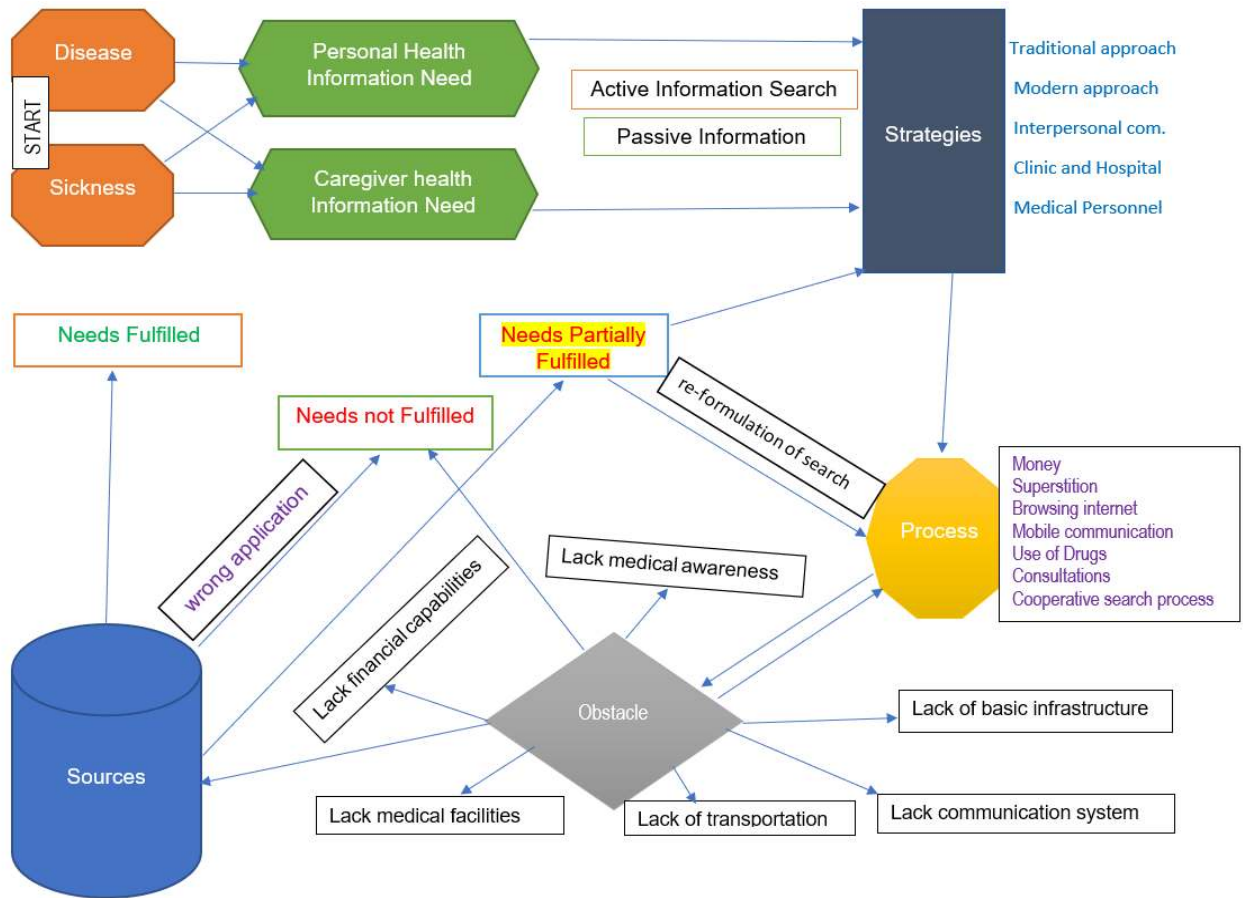 Disease
START
Sickness
Personal Health
Information Need
Caregiver health
Information Need
Active Information Search
Passive Information
Strategies
Traditional approach
Modern approach
Interpersonal com.
Clinic and Hospital
Medical Personnel
Needs Fulfilled
Needs Partially
Fulfilled
Needs not Fulfilled
re-formulation of search
wrong application
Process
Money
Superstition
Browsing internet
Mobile communication
Use of Drugs
Consultations
Cooperative search process
Lack medical awareness
Lack financial capabilities
Obstacle
Lack of basic infrastructure
Sources
Lack medical facilities
Lack of transportation
Lack communication system